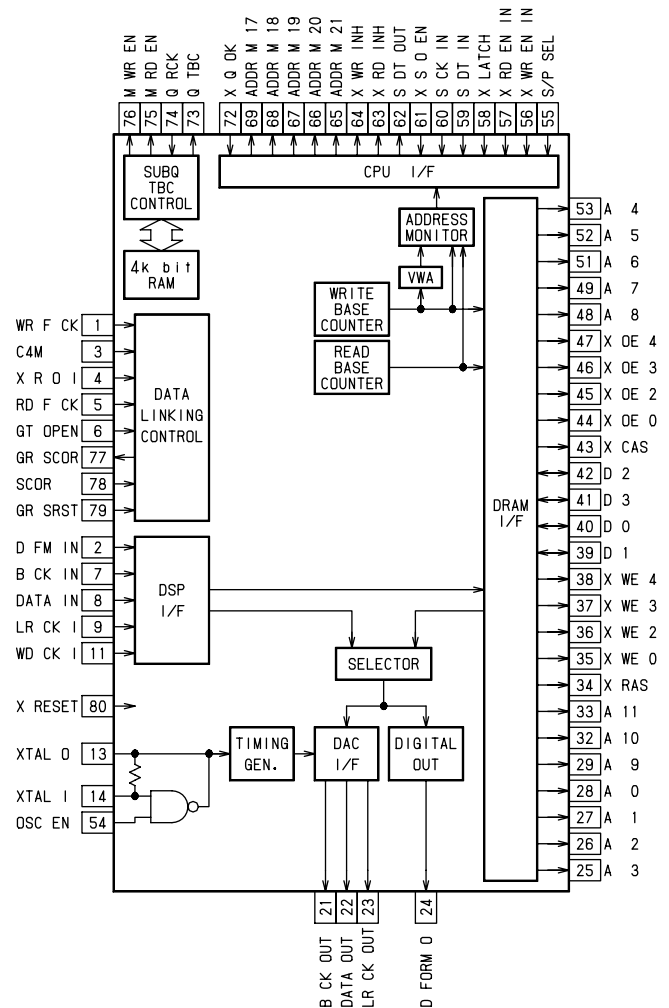 M WR EN
M RD EN
Q RCK
Q TBC
X Q OK
ADDR M 17
ADDR M 18
ADDR M 19
ADDR M 20
ADDR M 21
X WR INH
X RD INH
S DT OUT
X S O EN
S CK IN
S DT IN
X LATCH
X RD EN IN
X WR EN IN
S/P SEL
76
75
74
73
72
69
68
67
66
65
64
63
62
61
60
59
58
57
56
55
SUBQ
TBC
CONTROL
CPU I/F
4k bit
RAM
ADDRESS
MONITOR
VWA
WRITE
BASE
COUNTER
READ
BASE
COUNTER
WR F CK 1
C4M 3
X R O I 4
RD F CK 5
GT OPEN 6
GR SCOR 77
SCOR 78
GR SRST 79
DATA
LINKING
CONTROL
D FM IN 2
B CK IN 7
DATA IN 8
LR CK I 9
WD CK I 11
DSP
I/F
SELECTOR
X RESET 80
XTAL O 13
XTAL I 14
OSC EN 54
TIMING
GEN.
DAC
I/F
DIGITAL
OUT
DRAM
I/F
53 A 4
52 A 5
51 A 6
49 A 7
48 A 8
47 X OE 4
46 X OE 3
45 X OE 2
44 X OE 0
43 X CAS
42 D 2
41 D 3
40 D 0
39 D 1
38 X WE 4
37 X WE 3
36 X WE 2
35 X WE 0
34 X RAS
33 A 11
32 A 10
29 A 9
28 A 0
27 A 1
26 A 2
25 A 3
21
22
23
24
B CK OUT
DATA OUT
LR CK OUT
D FORM O